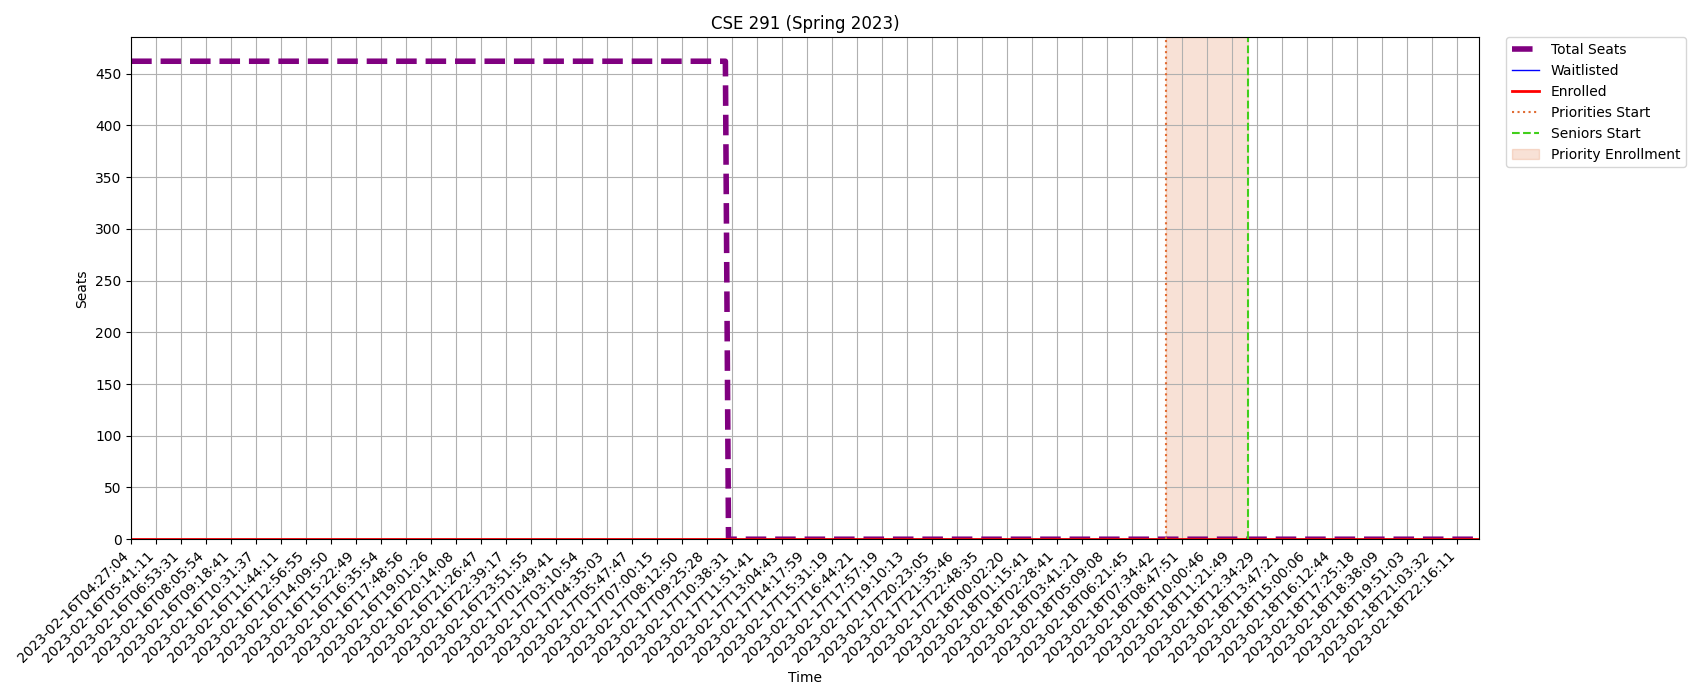 CSE 291 (Spring 2023)
Total Seats
Waitlisted
Enrolled
Priorities Start
Seniors Start
Priority Enrollment
Seats
450
400
350
300
250
200
150
100
50
0
2023-02-16T04:27:04
2023-02-16T05:41:11
2023-02-16T06:53:31
2023-02-16T08:05:54
2023-02-16T09:18:41
2023-02-16T10:31:37
2023-02-16T11:44:11
2023-02-16T12:56:55
2023-02-16T14:09:50
2023-02-16T15:22:49
2023-02-16T16:35:54
2023-02-16T17:48:56
2023-02-16T19:01:26
2023-02-16T20:14:08
2023-02-16T21:26:47
2023-02-16T22:39:17
2023-02-16T23:51:55
2023-02-17T01:49:41
2023-02-17T03:10:54
2023-02-17T04:35:03
2023-02-17T05:47:47
2023-02-17T07:00:15
2023-02-17T08:12:50
2023-02-17T09:25:28
2023-02-17T10:38:31
2023-02-17T11:51:41
2023-02-17T13:04:43
2023-02-17T14:17:59
2023-02-17T15:31:19
2023-02-17T16:44:21
2023-02-17T17:57:19
2023-02-17T19:10:13
2023-02-17T20:23:05
2023-02-17T21:35:46
2023-02-17T22:48:35
2023-02-18T00:02:20
2023-02-18T01:15:41
2023-02-18T02:28:41
2023-02-18T03:41:21
2023-02-18T05:09:08
2023-02-18T06:21:45
2023-02-18T07:34:42
2023-02-18T08:47:51
2023-02-18T10:00:46
2023-02-18T11:21:49
2023-02-18T12:34:29
2023-02-18T13:47:21
2023-02-18T15:00:06
2023-02-18T16:12:44
2023-02-18T17:25:18
2023-02-18T18:38:09
2023-02-18T19:51:03
2023-02-18T21:03:32
2023-02-18T22:16:11
Time